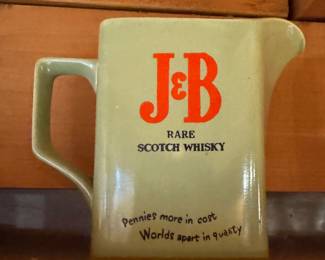 J&B
RARE
SCOTCH WHISKY
Pennies more in cost
Worlds apart in quality